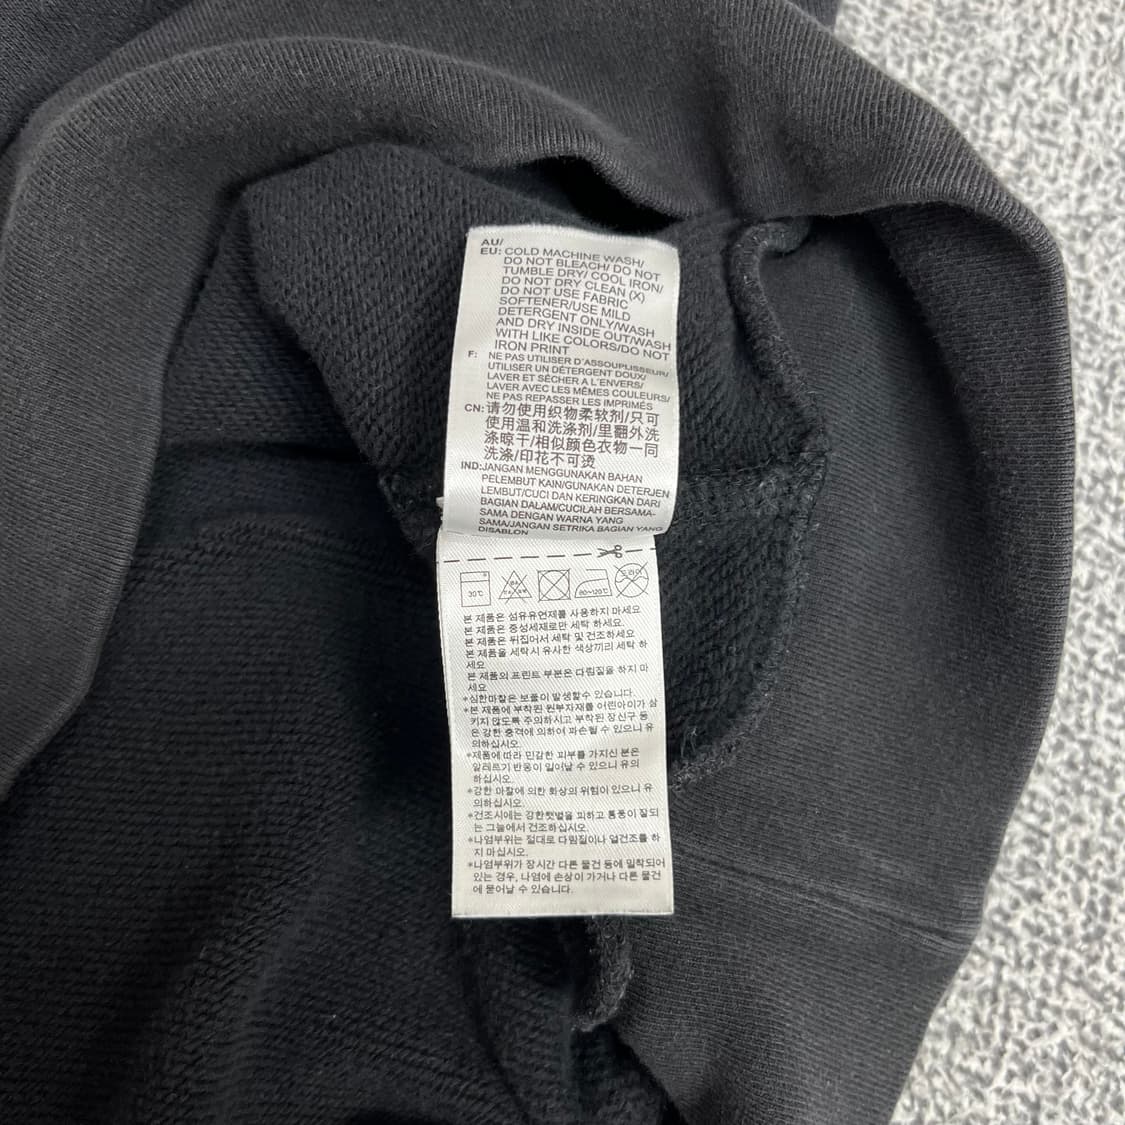 AU/
EU: COLD MACHINE WASH/
DO NOT BLEACH/ DO NOT
TUMBLE DRY/ COOL IRON/
DO NOT DRY CLEAN (X)
DO NOT USE FABRIC
SOFTENER/USE MILD
DETERGENT ONLY/WASH
AND DRY INSIDE OUT/WASH
WITH LIKE COLORS/DO NOT
IRON PRINT
F: NE PAS UTILISER D'ASSOUPLISSEUR/
UTILISER UN DÉTERGENT DOUX/
LAVER ET SÉCHER A L'ENVERS/
LAVER AVEC LES MÊMES COULEURS/
NE PAS REPASSER LES IMPRIMÉS
CN: 请勿使用织物柔软剂/只可
使用温和洗涤剂/里翻外洗
涤晾干/相似颜色衣物一同
洗涤/印花不可烫
IND: JANGAN MENGGUNAKAN BAHAN
PELEMBUT KAIN/GUNAKAN DETERJEN
LEMBUT/CUCI DAN KERINGKAN DARI
BAGIAN DALAM/CUCILAH BERSAMA-
SAMA DENGAN WARNA YANG
SAMA/JANGAN SETRIKA BAGIAN YANG
DISABLON
30℃ 80~120℃ 드라이
본 제품은 섬유유연제를 사용하지 마세요
본 제품은 중성세제로만 세탁 하세요.
본 제품은 뒤집어서 세탁 및 건조하세요
본 제품을 세탁시 유사한 색상끼리 세탁 하
세요
본 제품의 프린트 부분은 다림질을 하지 마
세요
*심한마찰은 보풀이 발생할수 있습니다.
*본 제품에 부착된 원부자재를 어린아이가 삼
키지 않도록 주의하시고 부착된 장신구 등
은 강한 충격에 의하여 파손될 수 있으니 유
의하십시오.
*제품에 따라 민감한 피부를 가지신 분은
알레르기 반응이 일어날 수 있으니 유의
하십시오.
*강한 마찰에 의한 화상의 위험이 있으니 유
의하십시오.
*건조시에는 강한햇볕을 피하고 통풍이 잘되
는 그늘에서 건조하십시오.
*나염부위는 절대로 다림질이나 열건조를 하
지 마십시오.
*나염부위가 장시간 다른 물건 등에 밀착되어
있는 경우, 나염에 손상이 가거나 다른 물건
에 묻어날 수 있습니다.